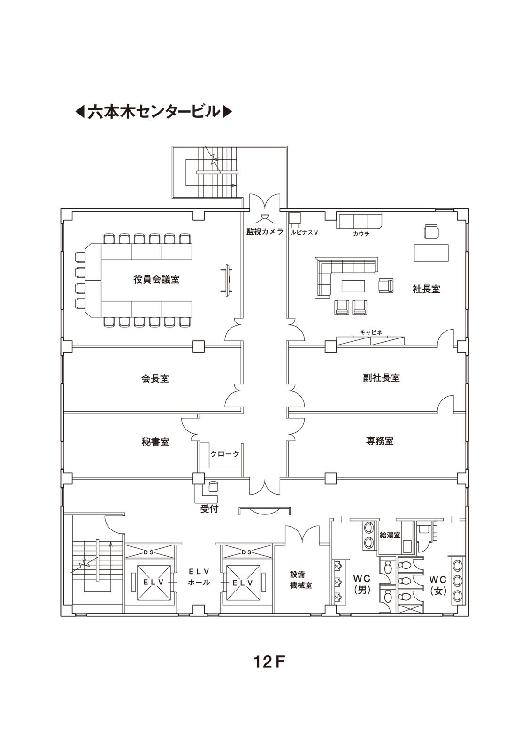 ◀六本木センタービル▶
監視カメラ
ルピナスV
カウチ
役員会議室
社長室
キャビネ
会長室
副社長室
秘書室
クローク
専務室
受付
給湯室
DS
DS
ELV
ELV
ホール
ELV
設備
機械室
WC
(男)
WC
(女)
12F